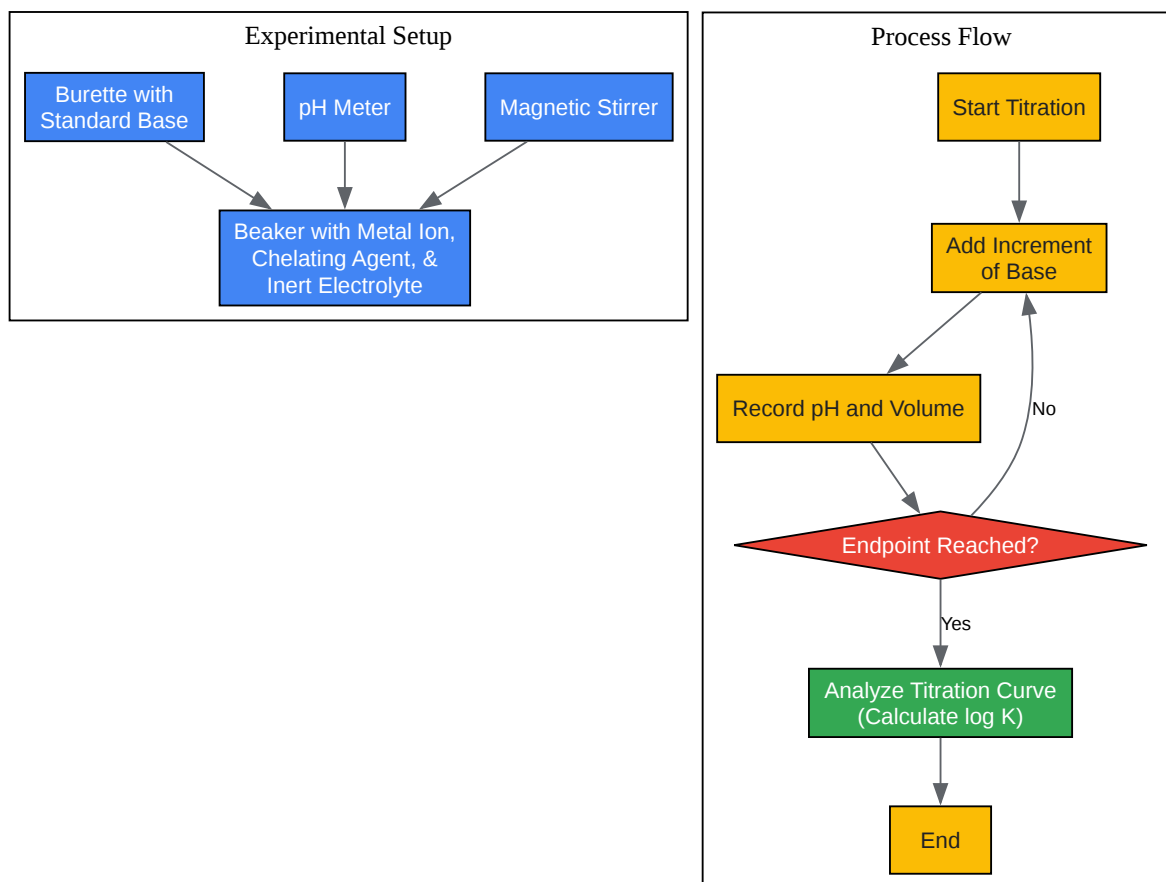 Experimental Setup
Burette with
Standard Base
pH Meter
Magnetic Stirrer
Beaker with Metal Ion,
Chelating Agent, &
Inert Electrolyte
Process Flow
Start Titration
Add Increment
of Base
Record pH and Volume
No
Endpoint Reached?
Yes
Analyze Titration Curve
(Calculate log K)
End